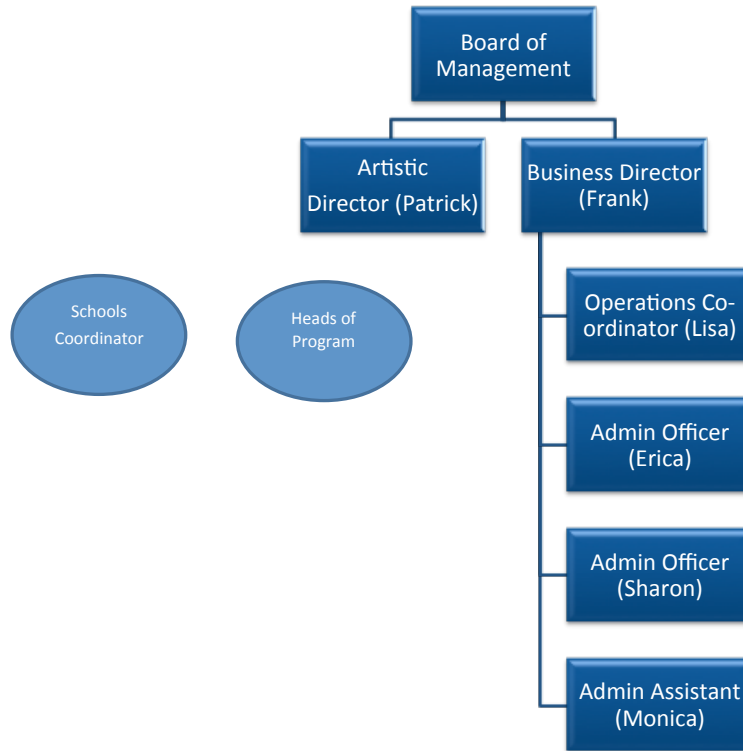 Board of
Management
Artistic
Director (Patrick)
Business Director
(Frank)
Schools
Coordinator
Heads of
Program
Operations Co-
ordinator (Lisa)
Admin Officer
(Erica)
Admin Officer
(Sharon)
Admin Assistant
(Monica)